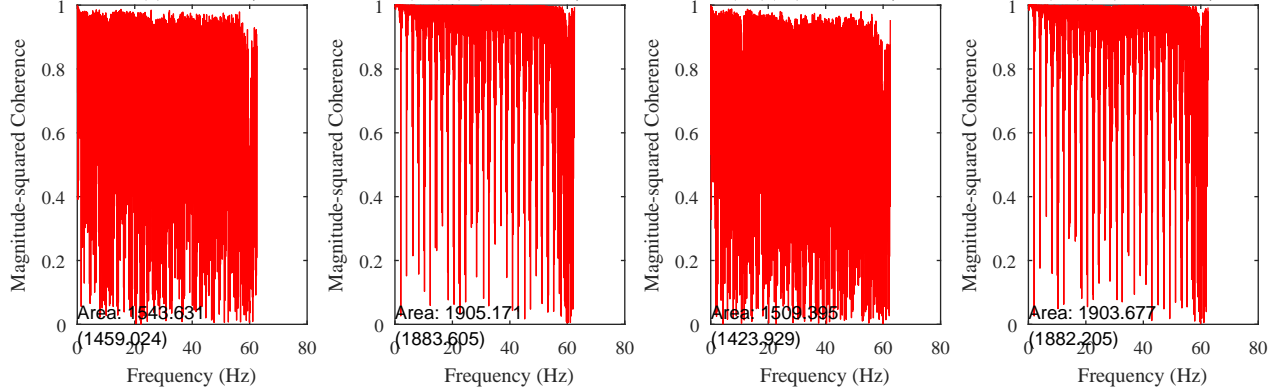 1
0.8
0.6
0.4
0.2
0
Magnitude-squared Coherence
Area: 1543.631
(1459.024)
0 20 40 60 80
Frequency (Hz)
1
0.8
0.6
0.4
0.2
0
Magnitude-squared Coherence
Area: 1905.171
(1883.605)
0 20 40 60 80
Frequency (Hz)
1
0.8
0.6
0.4
0.2
0
Magnitude-squared Coherence
Area: 1509.395
(1423.929)
0 20 40 60 80
Frequency (Hz)
1
0.8
0.6
0.4
0.2
0
Magnitude-squared Coherence
Area: 1903.677
(1882.205)
0 20 40 60 80
Frequency (Hz)